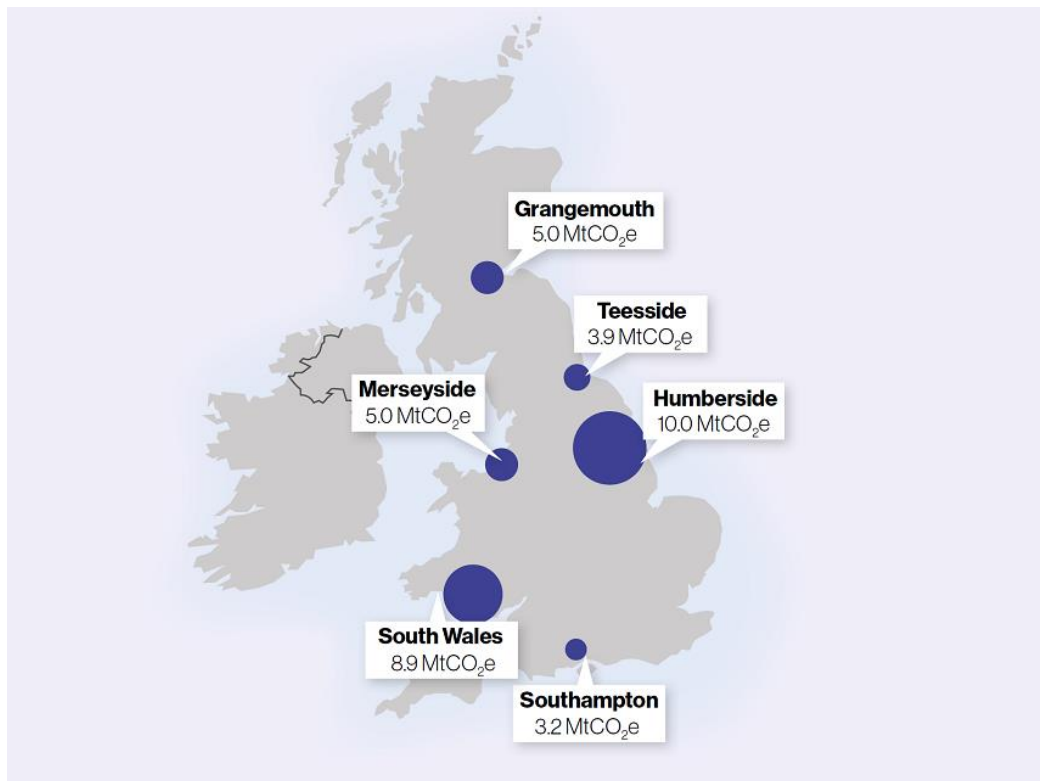 Grangemouth
5.0 MtCO₂e
Teesside
3.9 MtCO₂e
Merseyside
5.0 MtCO₂e
Humberside
10.0 MtCO₂e
South Wales
8.9 MtCO₂e
Southampton
3.2 MtCO₂e